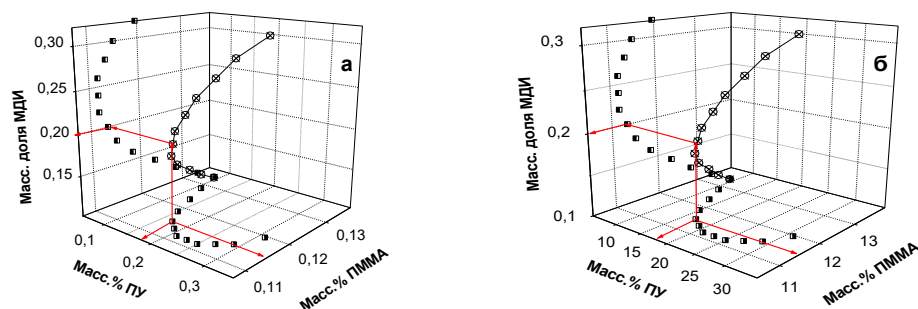 а
Масс. доля МДИ
0,30
0,25
0,20
0,15
0,1
0,2
0,3
Масс.% ПУ
0,11
0,12
0,13
Масс.% ПММА
б
Масс. доля МДИ
0,3
0,2
0,1
10
15
20
25
30
Масс.% ПУ
11
12
13
Масс.% ПММА